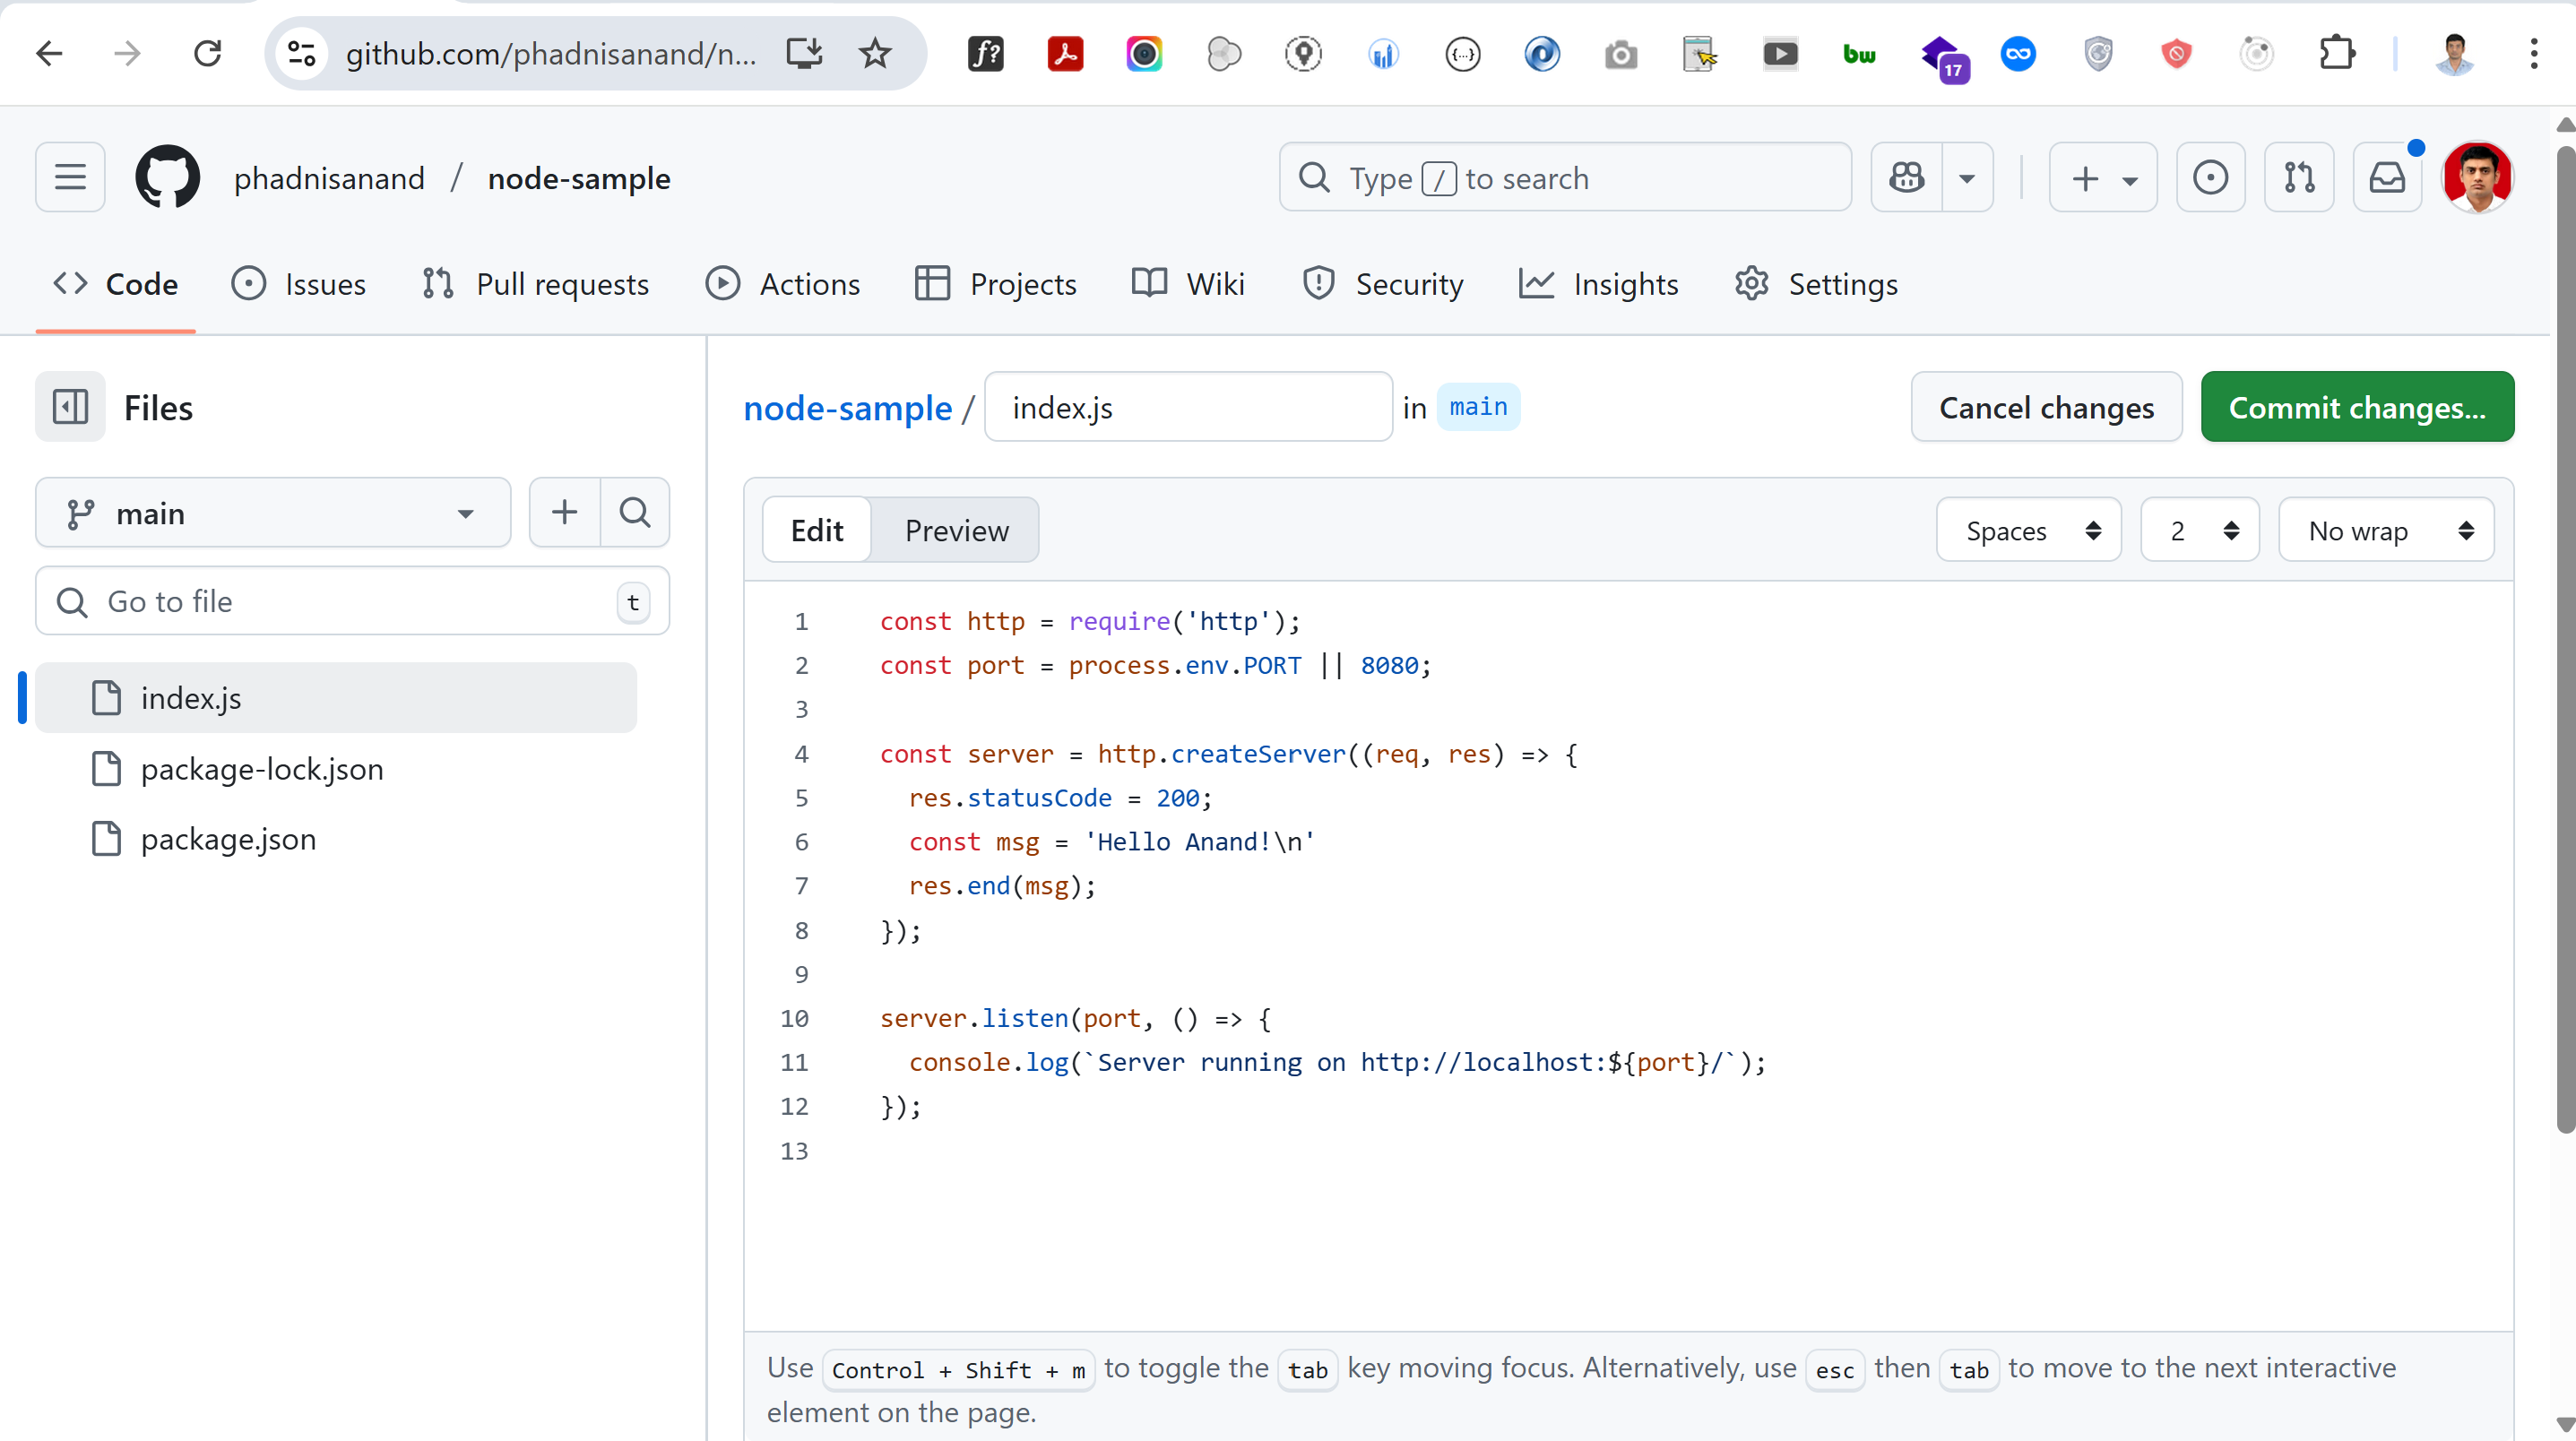 github.com/phadnisanand/n...
f?
{...}
bw
17
phadnisanand / node-sample
Type / to search
Code
Issues
Pull requests
Actions
Projects
Wiki
Security
Insights
Settings
Files
node-sample / index.js in main
Cancel changes
Commit changes...
main
Edit
Preview
Spaces
2
No wrap
Go to file
t
index.js
package-lock.json
package.json
1 const http = require('http');
2 const port = process.env.PORT || 8080;
3
4 const server = http.createServer((req, res) => {
5   res.statusCode = 200;
6   const msg = 'Hello Anand!\n'
7   res.end(msg);
8 });
9
10 server.listen(port, () => {
11   console.log(`Server running on http://localhost:${port}/`);
12 });
13
Use Control + Shift + m to toggle the tab key moving focus. Alternatively, use esc then tab to move to the next interactive
element on the page.